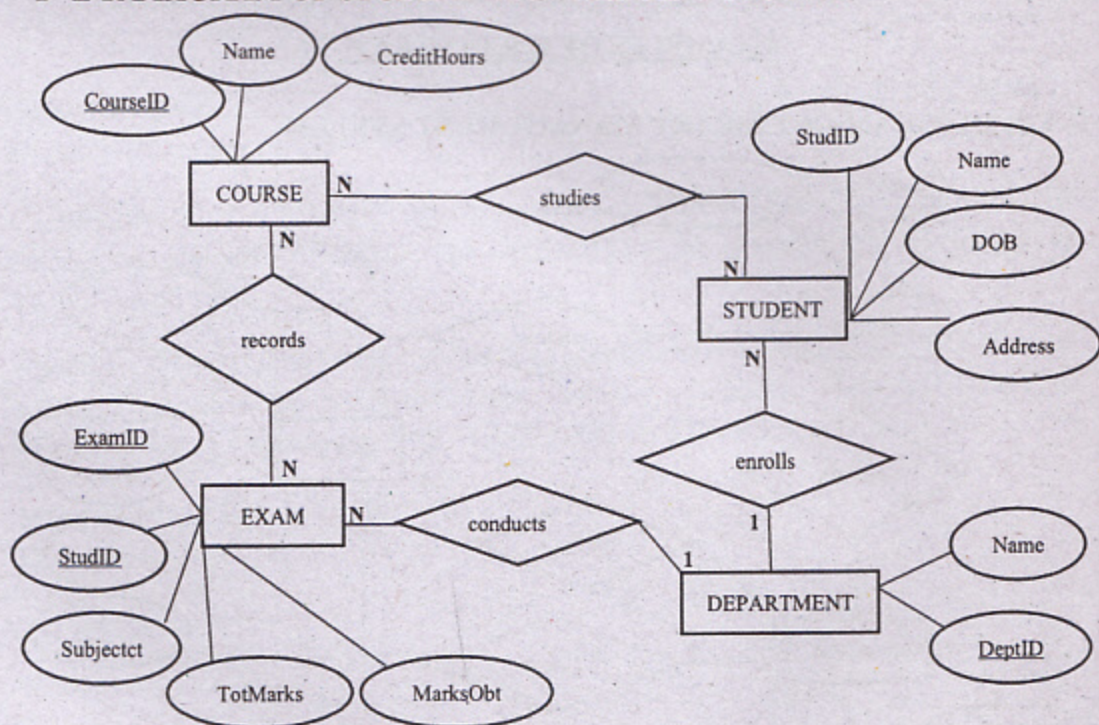 Name
CreditHours
CourseID
StudID
Name
COURSE
N
studies
DOB
N
N
STUDENT
Address
N
records
ExamID
enrolls
N
EXAM
N
conducts
1
1
Name
StudID
DEPARTMENT
Subjectct
DeptID
TotMarks
MarksObt